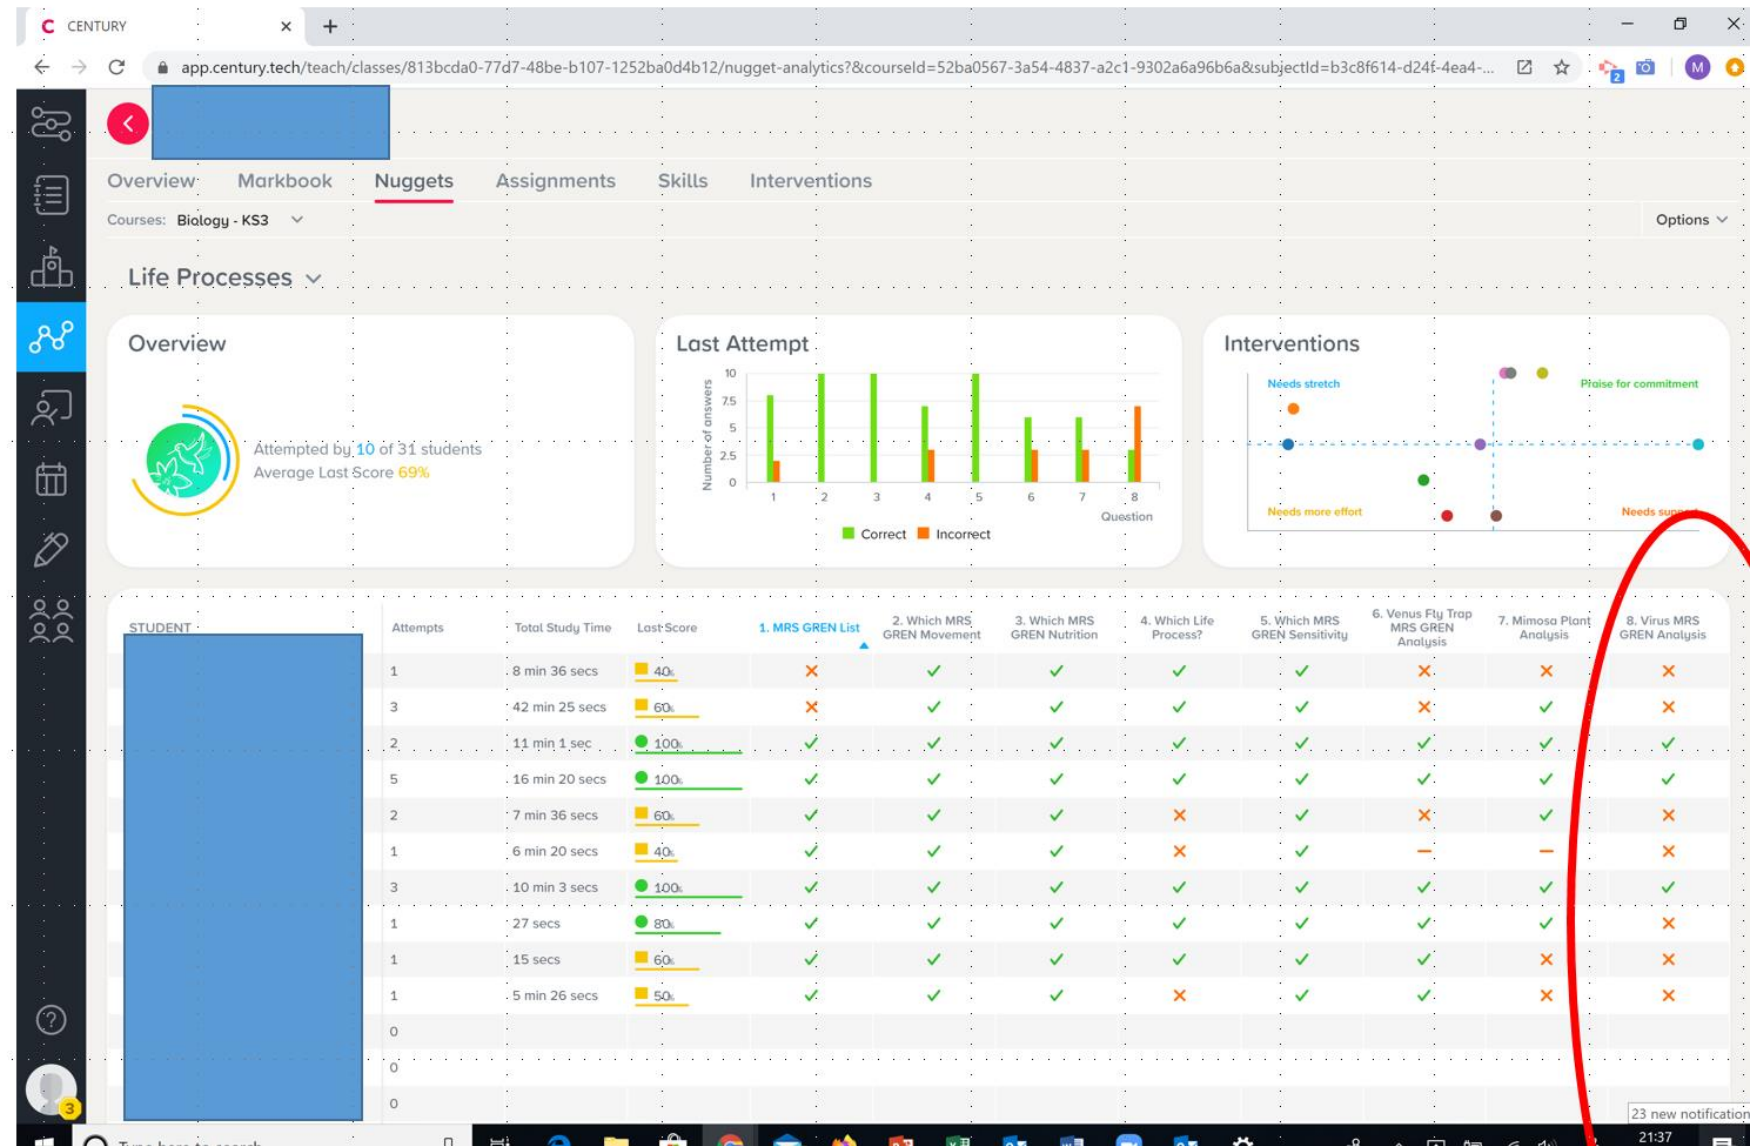 CENTURY
app.century.tech/teach/classes/813bcda0-77d7-48be-b107-1252ba0d4b12/nugget-analytics?&courseId=52ba0567-3a54-4837-a2c1-9302a6a96b6a&subjectId=b3c8f614-d24f-4ea4-...
2
M
Overview Markbook Nuggets Assignments Skills Interventions
Courses: Biology - KS3
Options
Life Processes
Overview
Attempted by 10 of 31 students
Average Last Score 69%
Last Attempt
Number of answers
10
7.5
5
2.5
0
1 2 3 4 5 6 7 8
Question
Correct Incorrect
Interventions
Needs stretch Praise for commitment
Needs more effort Needs support
STUDENT Attempts Total Study Time Last Score 1. MRS GREN List 2. Which MRS GREN Movement 3. Which MRS GREN Nutrition 4. Which Life Process? 5. Which MRS GREN Sensitivity 6. Venus Fly Trap MRS GREN Analysis 7. Mimosa Plant Analysis 8. Virus MRS GREN Analysis
1 8 min 36 secs 40% ✕ ✓ ✓ ✓ ✓ ✕ ✕ ✕
3 42 min 25 secs 60% ✕ ✓ ✓ ✓ ✓ ✕ ✓ ✕
2 11 min 1 sec 100% ✓ ✓ ✓ ✓ ✓ ✓ ✓ ✓
5 16 min 20 secs 100% ✓ ✓ ✓ ✓ ✓ ✓ ✓ ✓
2 7 min 36 secs 60% ✓ ✓ ✓ ✕ ✓ ✕ ✓ ✕
1 6 min 20 secs 40% ✓ ✓ ✓ ✕ ✓ – – ✕
3 10 min 3 secs 100% ✓ ✓ ✓ ✓ ✓ ✓ ✓ ✓
1 27 secs 80% ✓ ✓ ✓ ✓ ✓ ✓ ✓ ✕
1 15 secs 60% ✓ ✓ ✓ ✓ ✓ ✓ ✕ ✕
1 5 min 26 secs 50% ✓ ✓ ✓ ✕ ✓ ✓ ✕ ✕
0
0
0
3
23 new notification
Type here to search
21:37